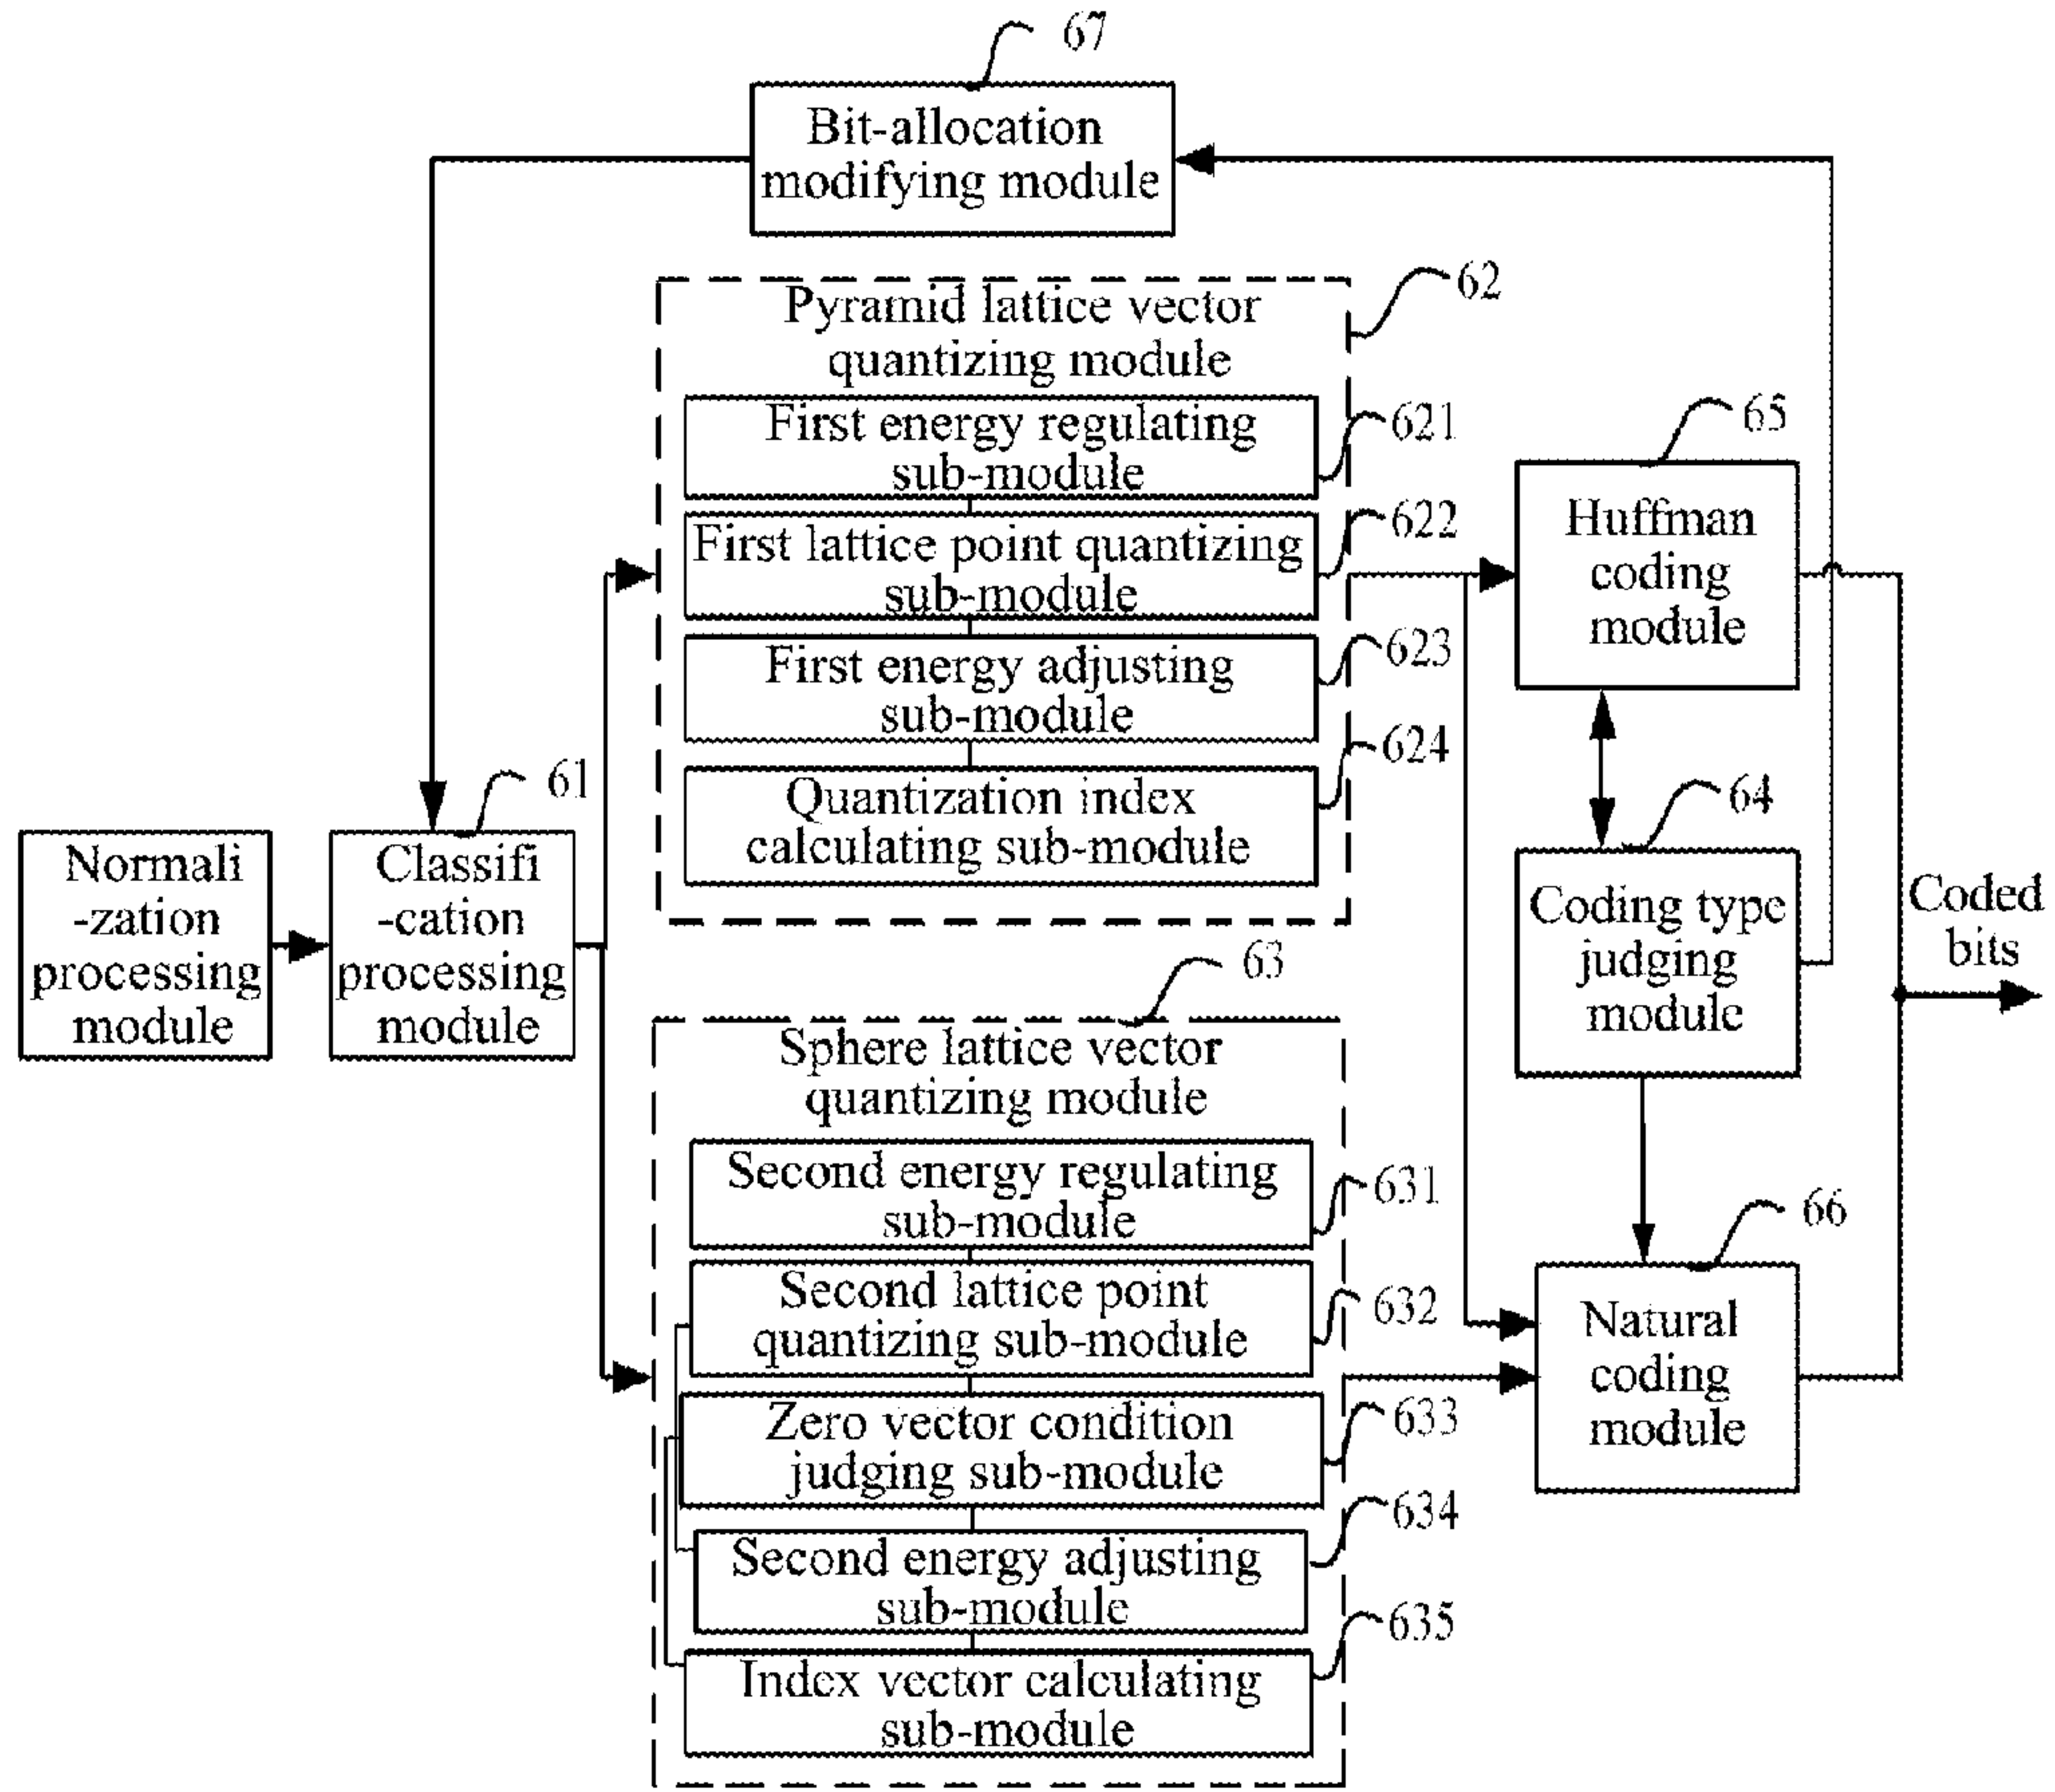 67
Bit-allocation
modifying module
62
Pyramid lattice vector
quantizing module
First energy regulating
sub-module
621
First lattice point quantizing
sub-module
622
First energy adjusting
sub-module
623
Quantization index
calculating sub-module
624
65
Huffman
coding
module
61
Normali
-zation
processing
module
Classifi
-cation
processing
module
64
Coding type
judging
module
Coded
bits
63
Sphere lattice vector
quantizing module
Second energy regulating
sub-module
631
Second lattice point
quantizing sub-module
632
Zero vector condition
judging sub-module
633
Second energy adjusting
sub-module
634
Index vector calculating
sub-module
635
66
Natural
coding
module